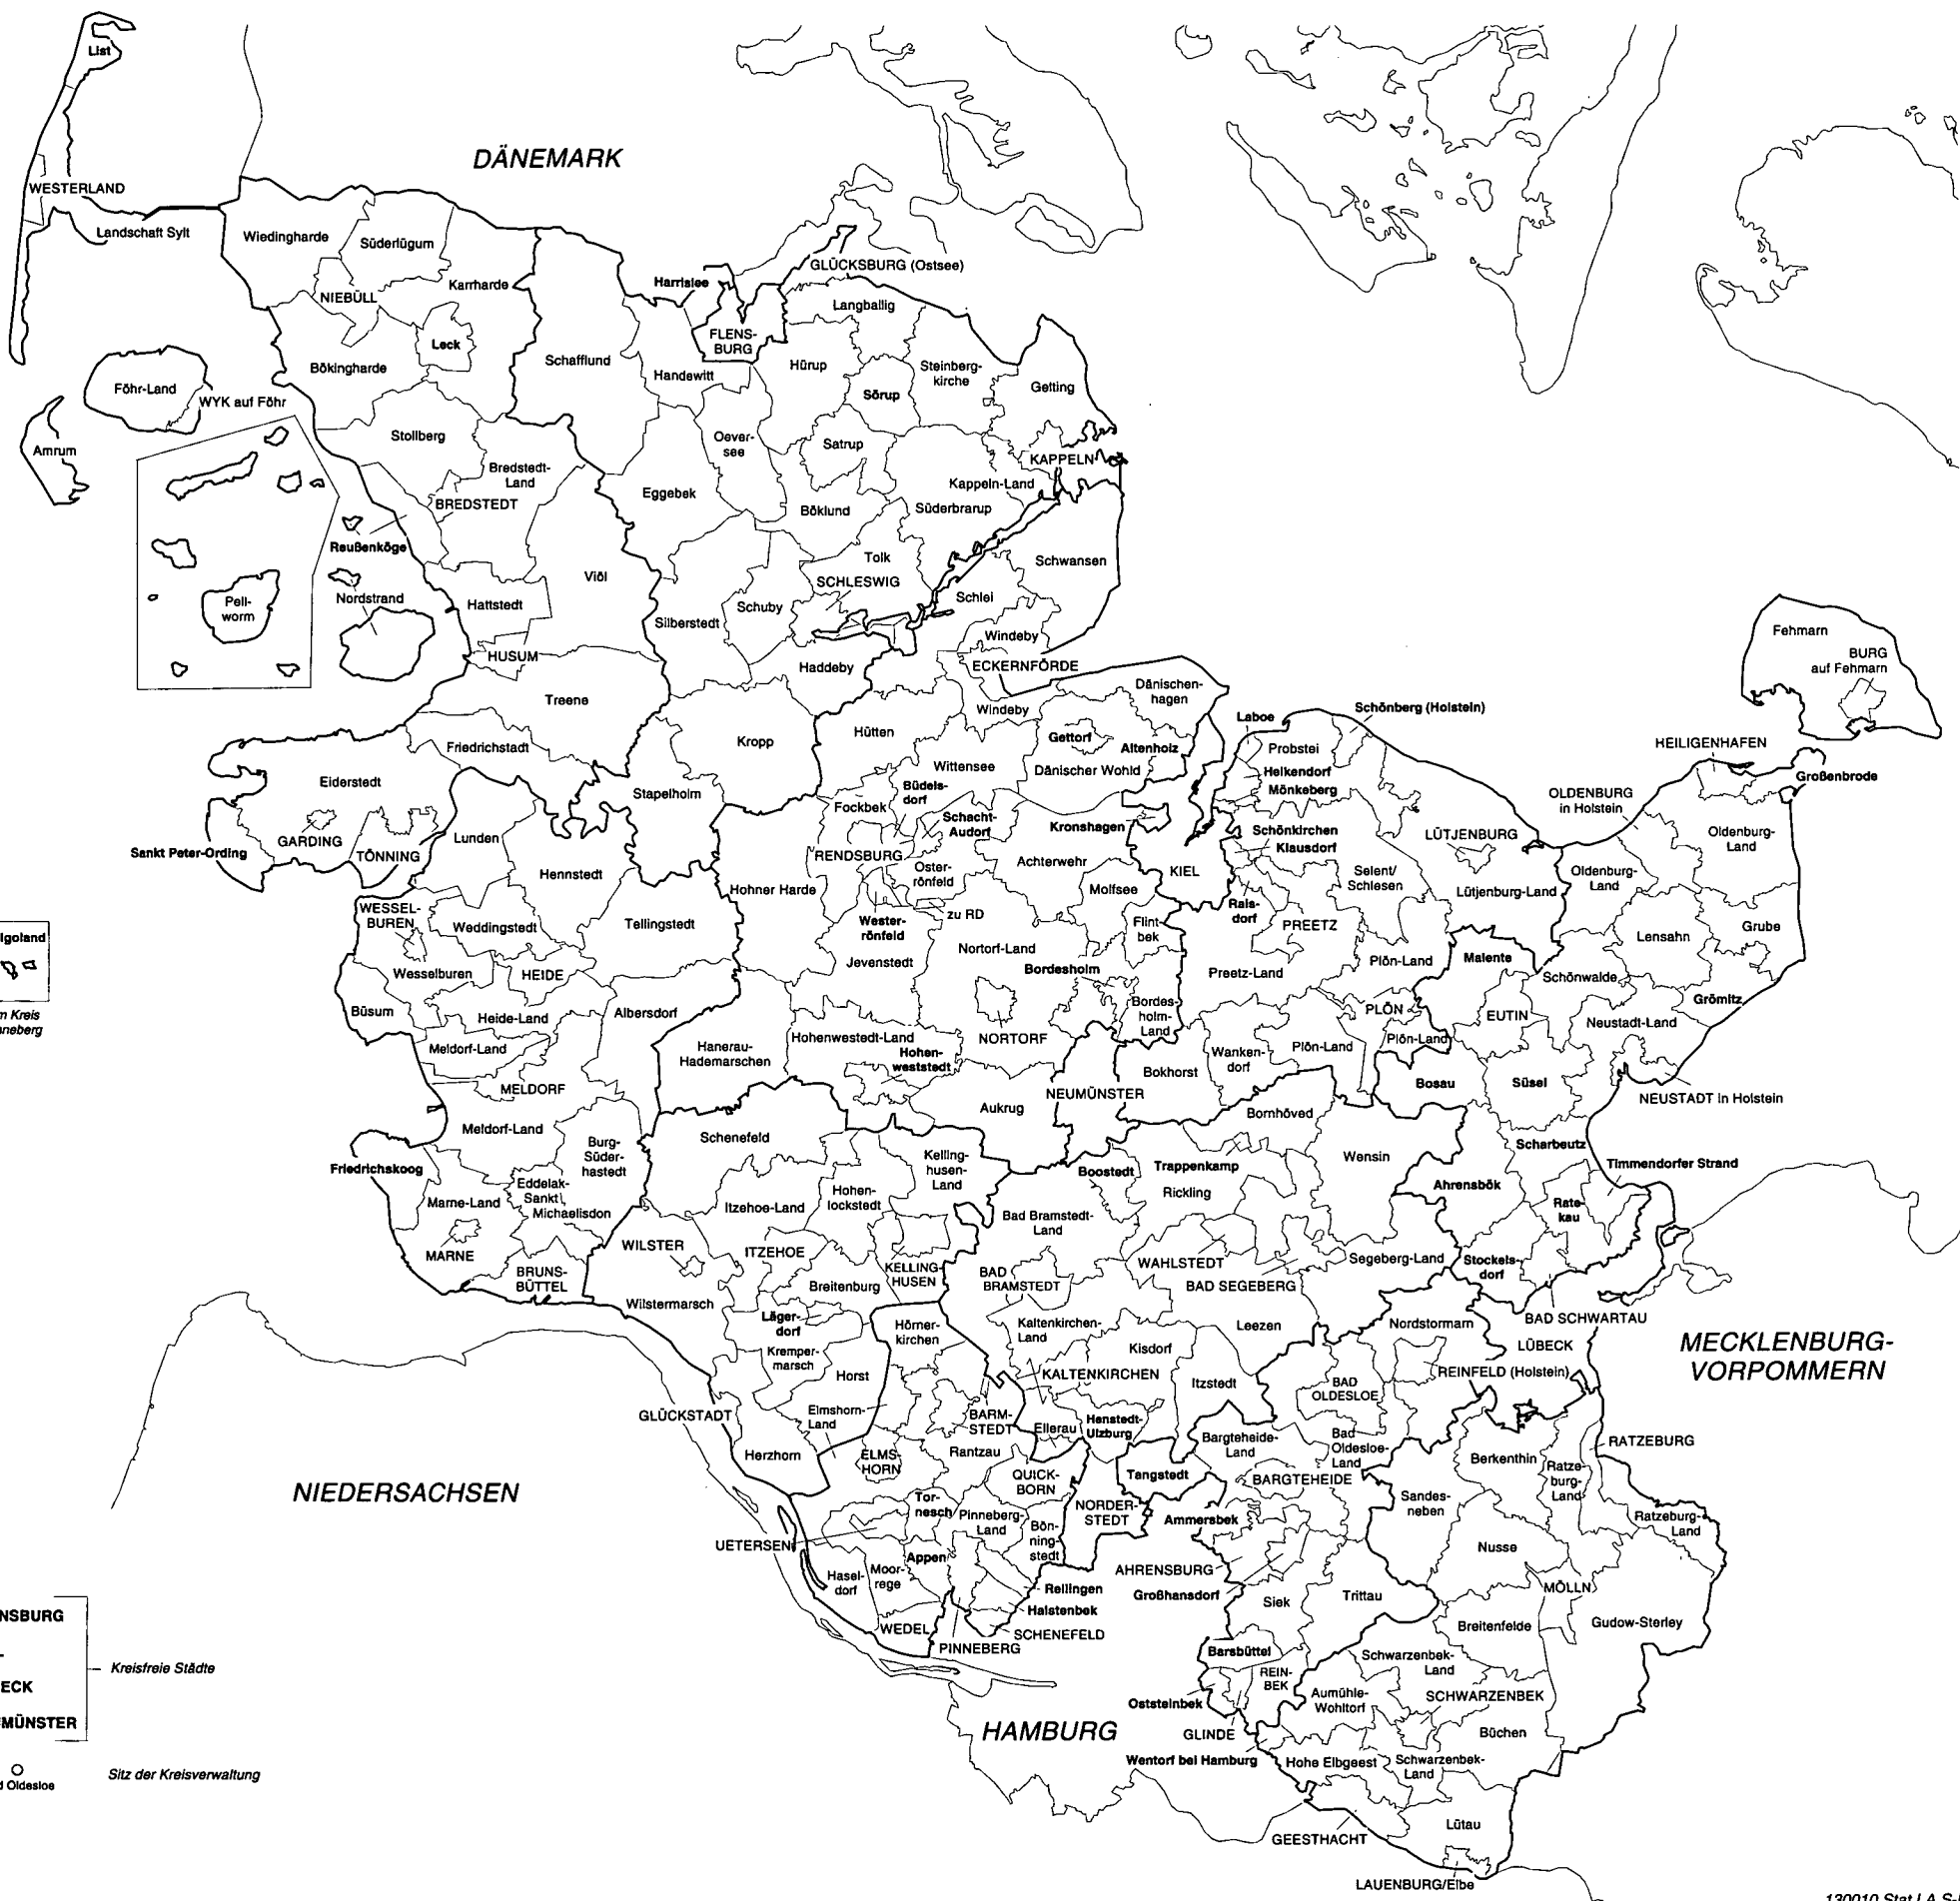 List
DÄNEMARK
WESTERLAND
Landschaft Sylt
Wiedingharde
Süderlügum
Karrharde
NIEBÜLL
Leck
Bökingharde
Föhr-Land
WYK auf Föhr
Amrum
Stollberg
Bredstedt-
Land
BREDSTEDT
Reußenköge
Pell-
worm
Nordstrand
Hattstedt
Viöl
HUSUM
Treene
Friedrichstadt
Eiderstedt
GARDING
TÖNNING
Sankt Peter-Ording
Harrislee
GLÜCKSBURG (Ostsee)
FLENS-
BURG
Langballig
Schafflund
Handewitt
Hürup
Steinberg-
kirche
Sörup
Gelting
Oever-
see
Satrup
KAPPELN
Kappeln-Land
Eggebek
Böklund
Süderbrarup
Tolk
SCHLESWIG
Schwansen
Schuby
Silberstedt
Schlei
Windeby
ECKERNFÖRDE
Haddeby
Kropp
Stapelholm
Dänischen-
hagen
Windeby
Hütten
Gettorf
Altenholz
Wittensee
Dänischer Wohld
Büdels-
dorf
Fockbek
Schacht-
Audorf
Kronshagen
RENDSBURG
Oster-
rönfeld
Achterwehr
KIEL
Molfsee
Hohner Harde
Wester-
rönfeld
zu RD
Flint-
bek
Nortorf-Land
Jevenstedt
Bordesholm
Bordes-
holm-
Land
NORTORF
Hohenwestedt-Land
Hohen-
weststedt
Hanerau-
Hademarschen
Aukrug
NEUMÜNSTER
Laboe
Schönberg (Holstein)
Probstei
Heikendorf
Mönkeberg
Schönkirchen
Klausdorf
LÜTJENBURG
Selent/
Schlesen
Lütjenburg-Land
Rais-
dorf
PREETZ
Preetz-Land
Plön-Land
PLÖN
Plön-Land
Plön-Land
Wanken-
dorf
Bokhorst
Fehmarn
BURG
auf Fehmarn
HEILIGENHAFEN
Großenbrode
OLDENBURG
in Holstein
Oldenburg-
Land
Oldenburg-
Land
Lensahn
Grube
Malente
Schönwalde
Grömitz
EUTIN
Neustadt-Land
Bosau
Süsel
NEUSTADT in Holstein
Scharbeutz
Timmendorfer Strand
Ahrensbök
Rate-
kau
Stockels-
dorf
BAD SCHWARTAU
LÜBECK
MECKLENBURG-
VORPOMMERN
Lunden
Hennstedt
WESSEL-
BUREN
Weddingstedt
Tellingstedt
Wesselburen
HEIDE
Büsum
Heide-Land
Albersdorf
Meldorf-Land
MELDORF
Meldorf-Land
Burg-
Süder-
hastedt
Friedrichskoog
Eddelak-
Sankt
Michaelisdon
Marne-Land
MARNE
BRUNS-
BÜTTEL
lgoland
m Kreis
nneberg
Schenefeld
Kelling-
husen-
Land
Hohen-
lockstedt
Itzehoe-Land
WILSTER
ITZEHOE
KELLING-
HUSEN
Breitenburg
Wilstermarsch
Läger-
dorf
Kremper-
marsch
Horst
GLÜCKSTADT
Herzhorn
Bornhöved
Wensin
Boostedt
Trappenkamp
Rickling
Bad Bramstedt-
Land
WAHLSTEDT
Segeberg-Land
BAD
BRAMSTEDT
BAD SEGEBERG
Kaltenkirchen-
Land
Leezen
Kisdorf
KALTENKIRCHEN
Itzstedt
Ellerau
Henstedt-
Ulzburg
NORDER-
STEDT
Hörner-
kirchen
Elmshorn-
Land
BARM-
STEDT
ELMS-
HORN
Rantzau
QUICK-
BORN
Tor-
nesch
Pinneberg-
Land
Bön-
ning-
stedt
UETERSEN
Appen
Moor-
rege
Hasel-
dorf
Rellingen
Halstenbek
WEDEL
SCHENEFELD
PINNEBERG
Nordstormarn
REINFELD (Holstein)
BAD
OLDESLOE
Bargteheide-
Land
Bad
Oldesloe-
Land
Tangstedt
BARGTEHEIDE
Ammersbek
AHRENSBURG
Großhansdorf
Siek
Trittau
Barsbüttel
REIN-
BEK
Oststeinbek
GLINDE
Wentorf bei Hamburg
RATZEBURG
Berkenthin
Ratze-
burg-
Land
Sandes-
neben
Ratzeburg-
Land
Nusse
MÖLLN
Breitenfelde
Gudow-Sterley
Schwarzenbek-
Land
Aumühle-
Wohltorf
SCHWARZENBEK
Büchen
Hohe Elbgeest
Schwarzenbek-
Land
Lütau
GEESTHACHT
LAUENBURG/Elbe
NIEDERSACHSEN
HAMBURG
NSBURG
ECK
MÜNSTER
Kreisfreie Städte
d Oldesloe
Sitz der Kreisverwaltung